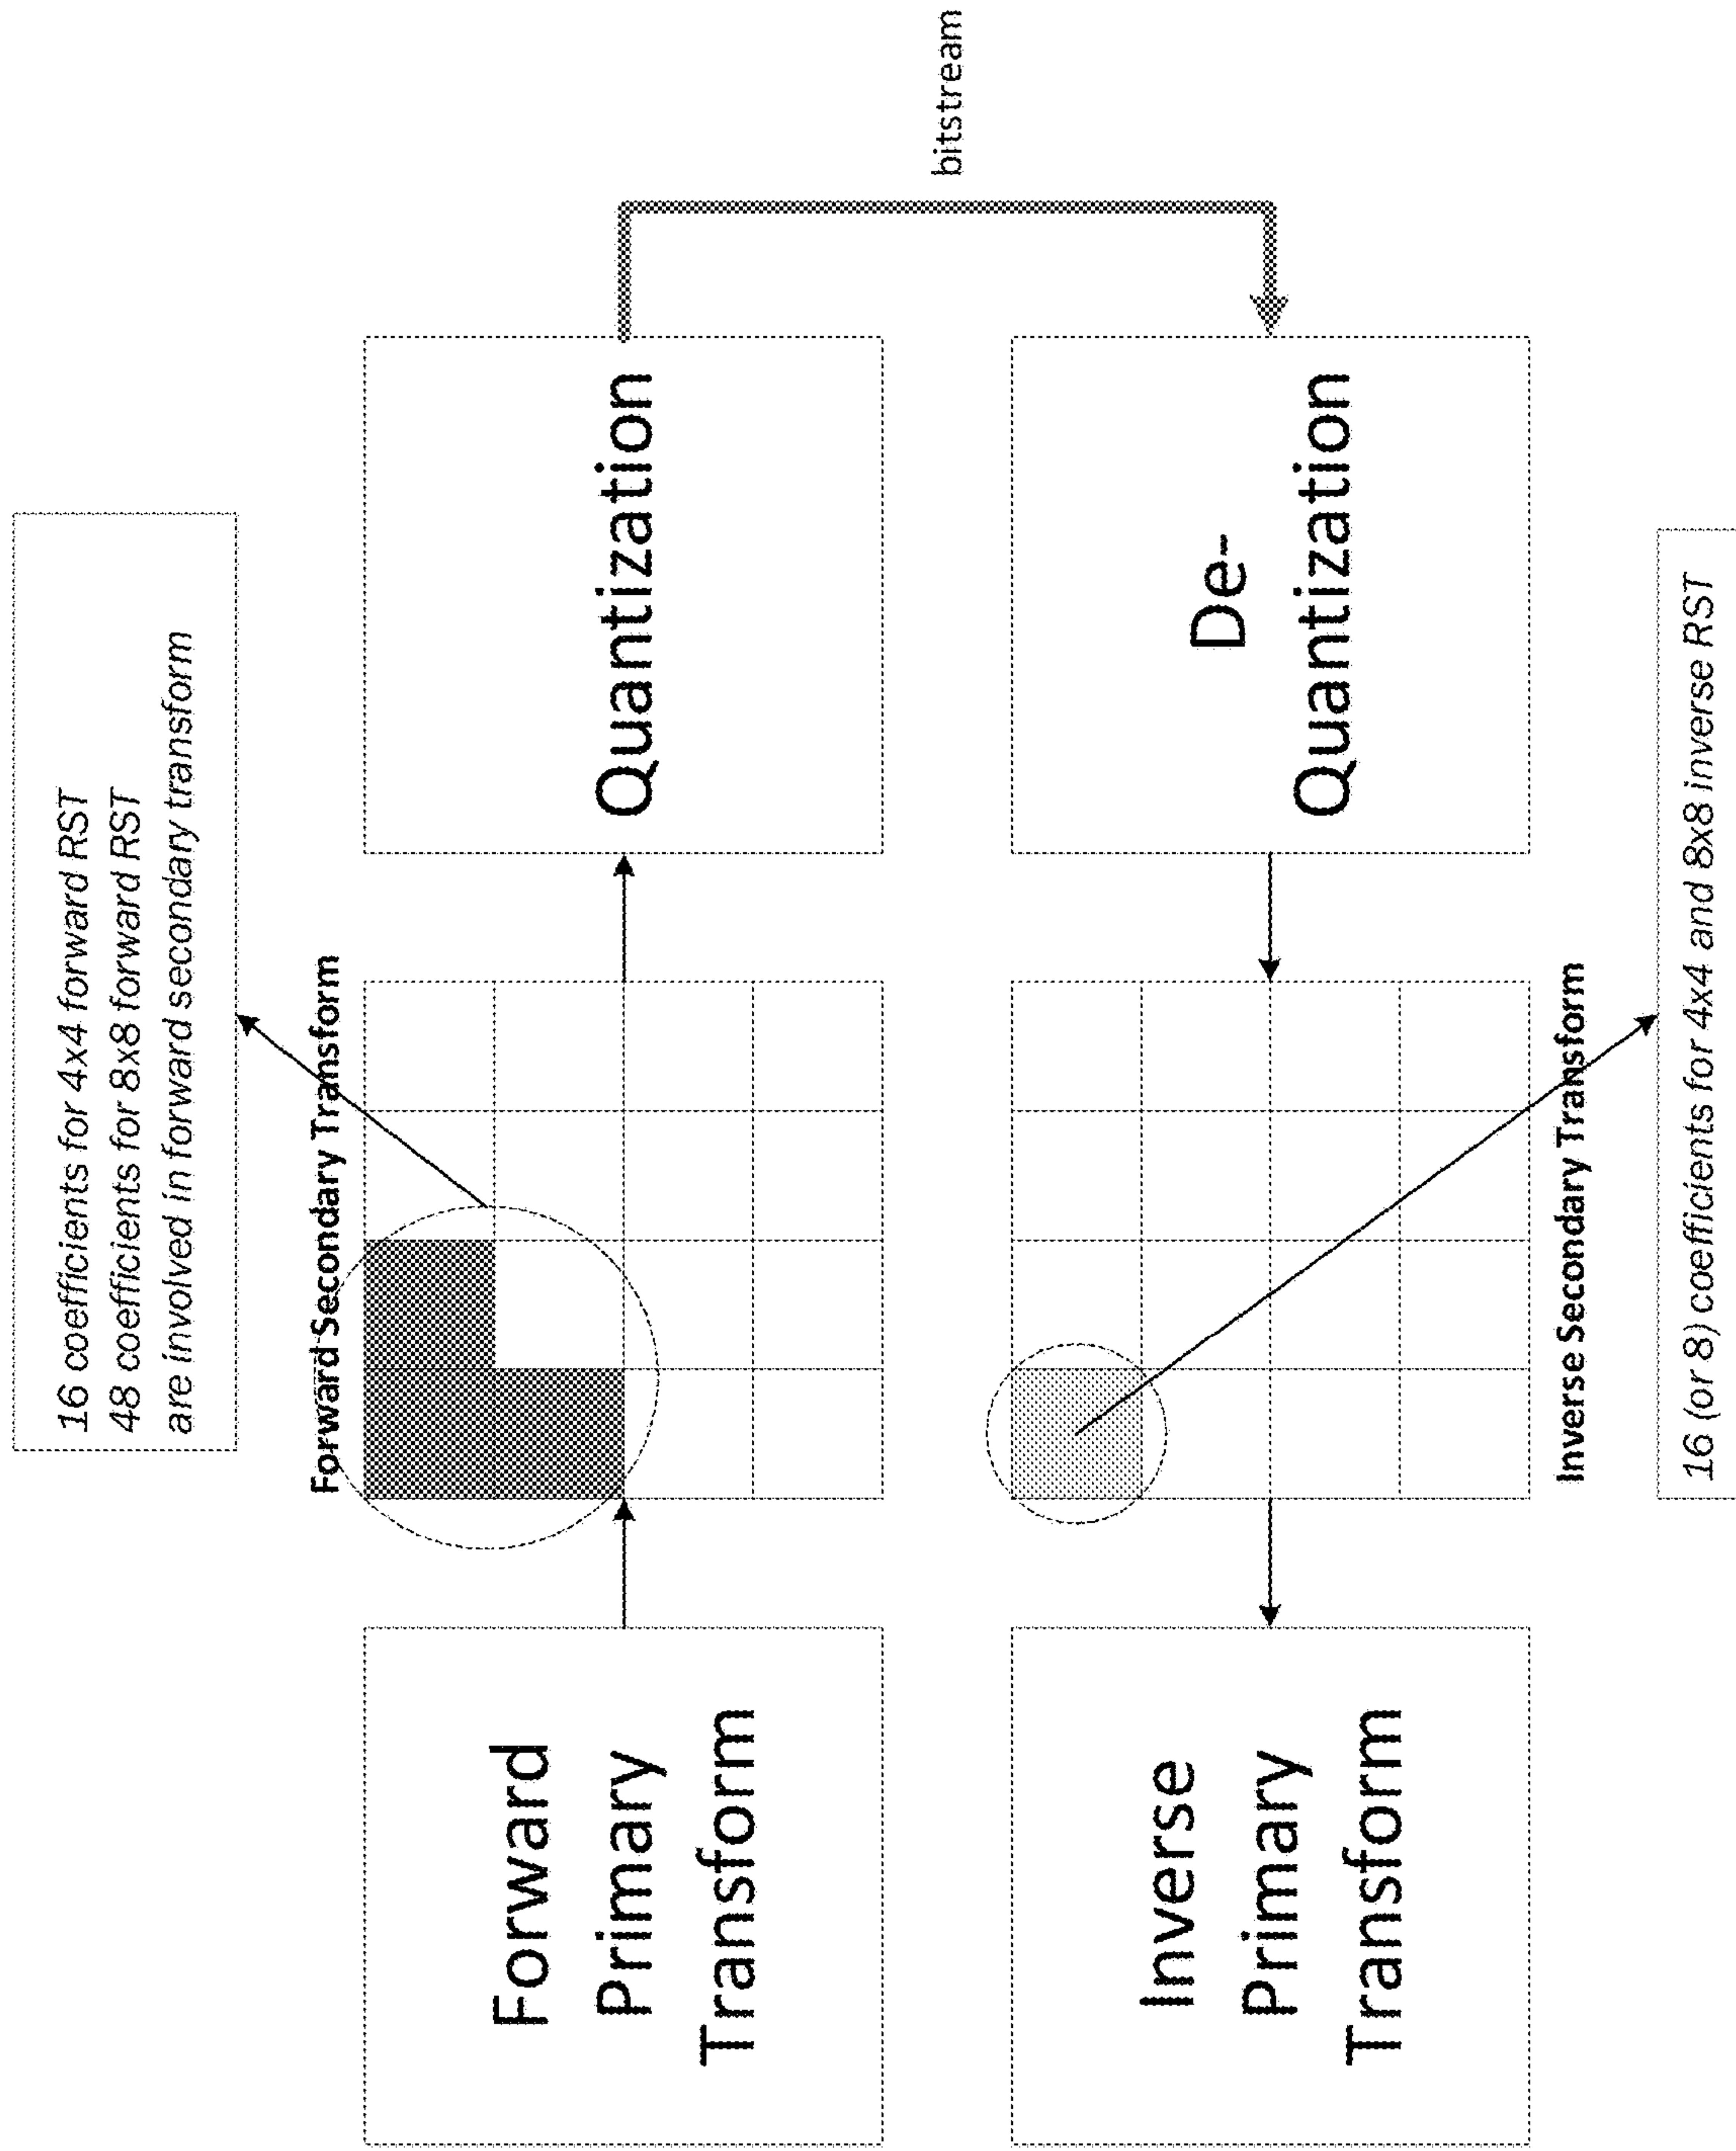 16 coefficients for 4x4 forward RST
48 coefficients for 8x8 forward RST
are involved in forward secondary transform
Forward Secondary Transform
Forward
Primary
Transform
Quantization
bitstream
Inverse
Primary
Transform
De-
Quantization
Inverse Secondary Transform
16 (or 8) coefficients for 4x4 and 8x8 inverse RST